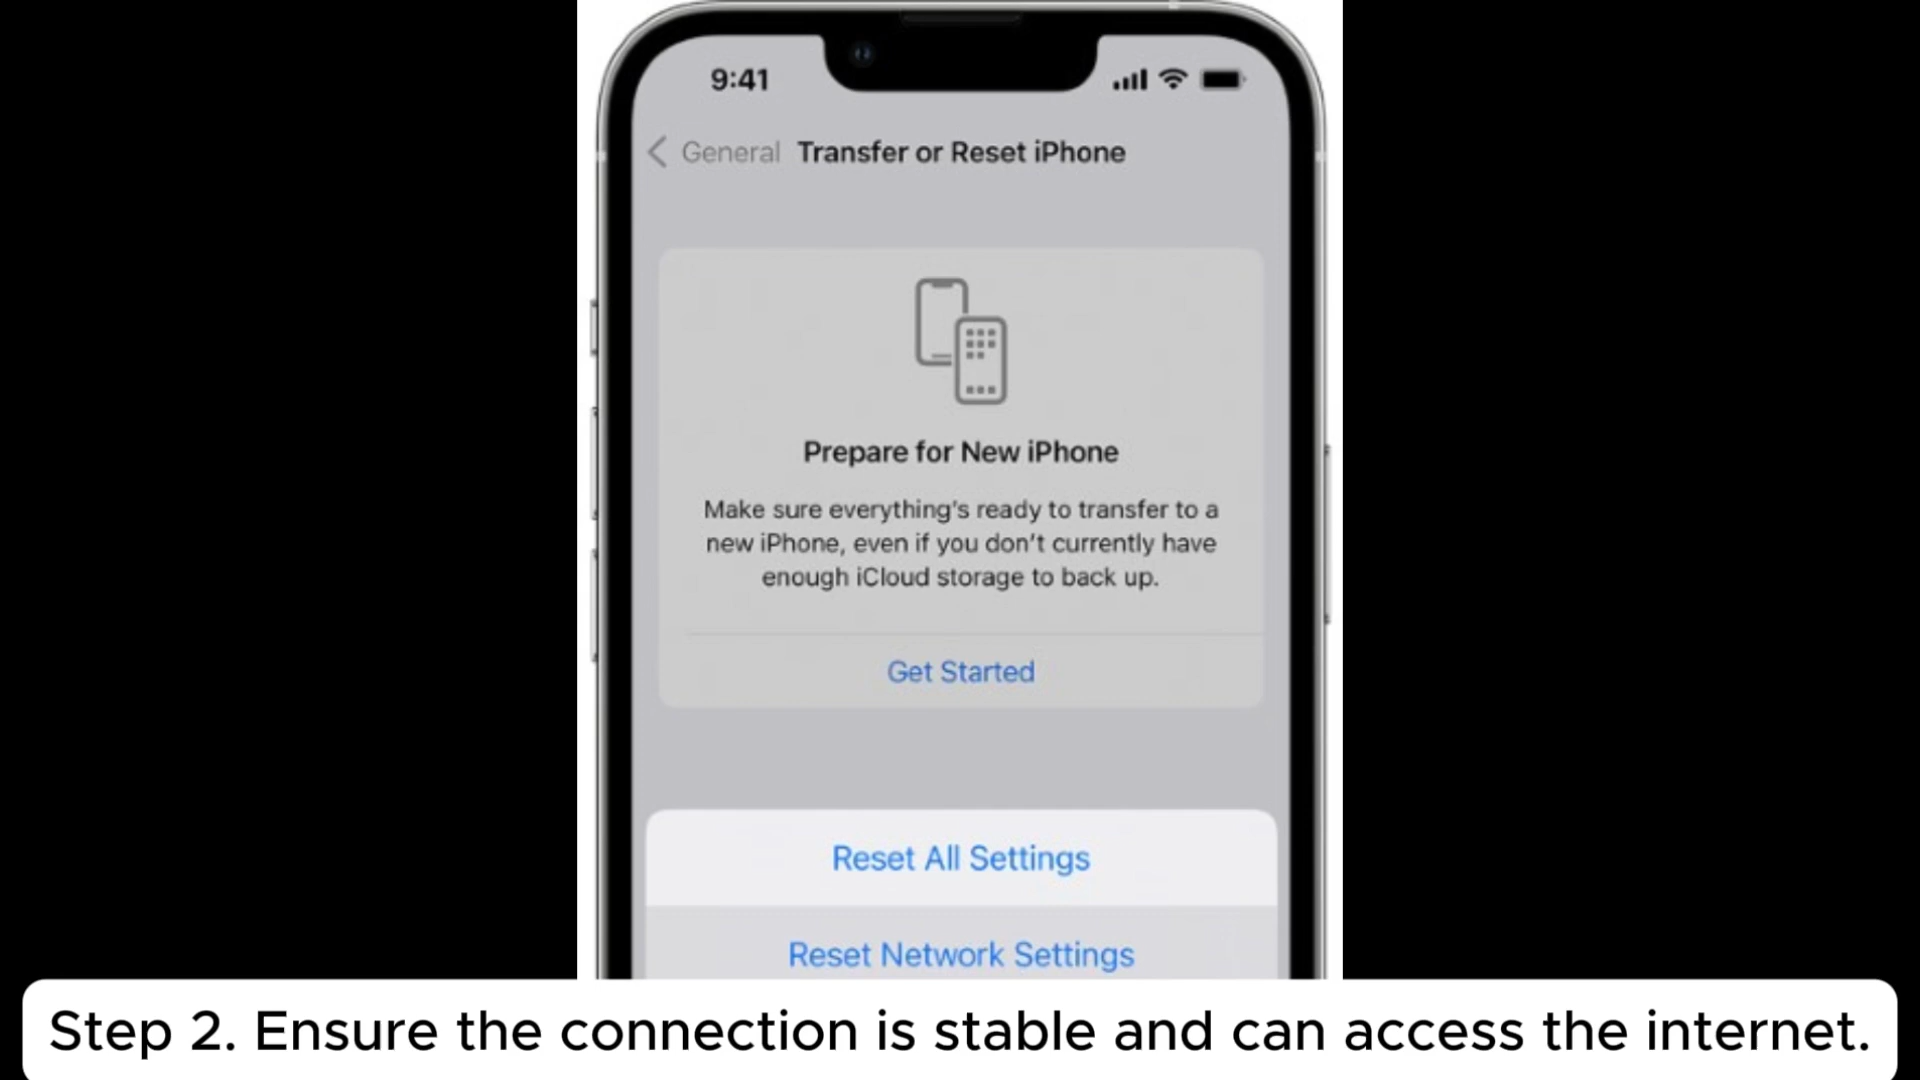 9:41
General Transfer or Reset iPhone
Prepare for New iPhone
Make sure everything's ready to transfer to a
new iPhone, even if you don't currently have
enough iCloud storage to back up.
Get Started
Reset All Settings
Reset Network Settings
Step 2. Ensure the connection is stable and can access the internet.